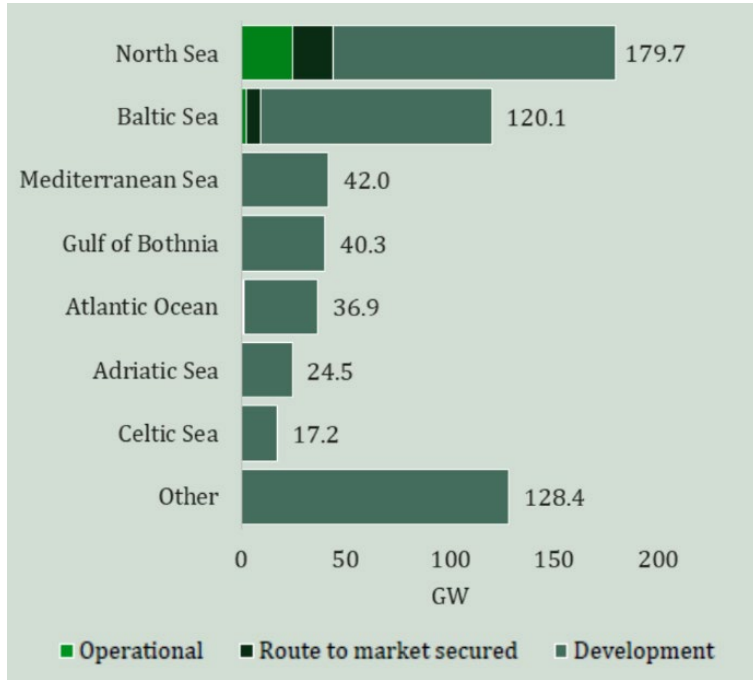 North Sea 179.7
Baltic Sea 120.1
Mediterranean Sea 42.0
Gulf of Bothnia 40.3
Atlantic Ocean 36.9
Adriatic Sea 24.5
Celtic Sea 17.2
Other 128.4
0 50 100 150 200
GW
Operational Route to market secured Development